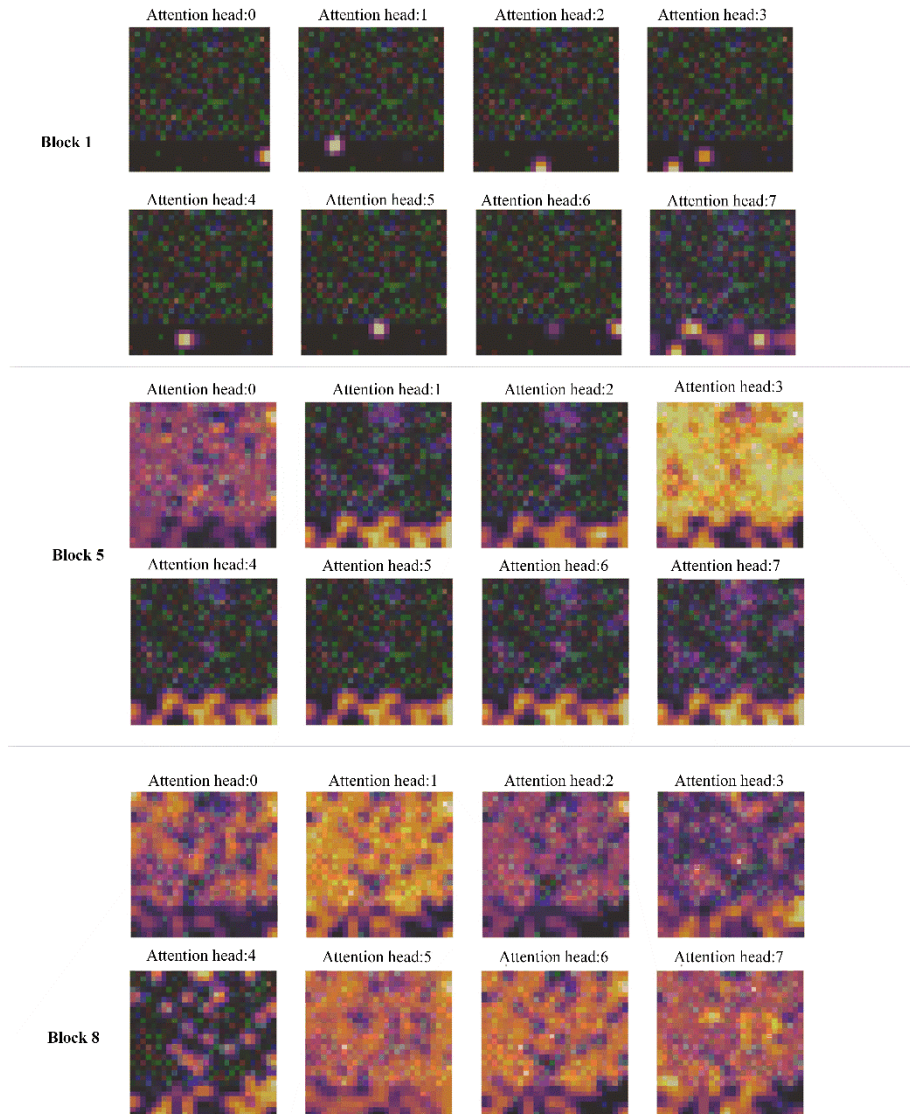 Attention head:0 Attention head:1 Attention head:2 Attention head:3
Block 1
Attention head:4 Attention head:5 Attention head:6 Attention head:7
Attention head:0 Attention head:1 Attention head:2 Attention head:3
Block 5
Attention head:4 Attention head:5 Attention head:6 Attention head:7
Attention head:0 Attention head:1 Attention head:2 Attention head:3
Attention head:4 Attention head:5 Attention head:6 Attention head:7
Block 8